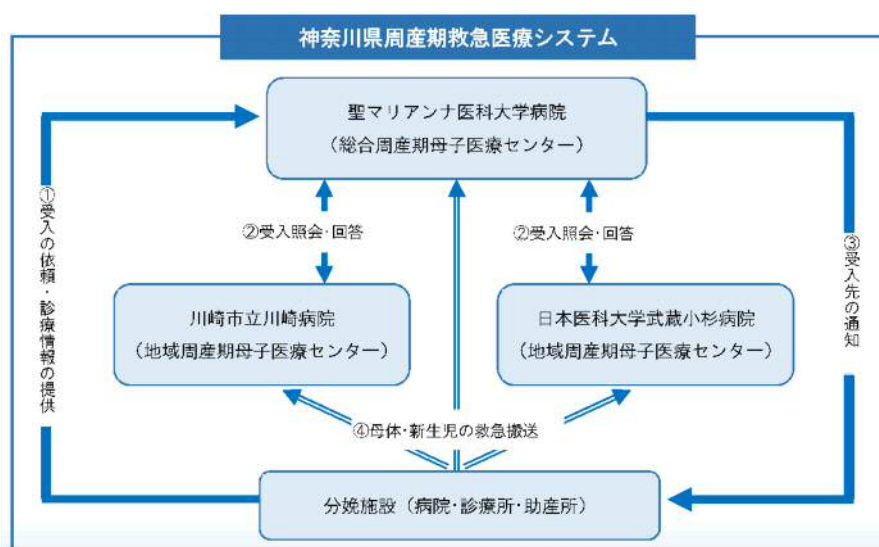 神奈川県周産期救急医療システム
聖マリアンナ医科大学病院
（総合周産期母子医療センター）
①受入の依頼・診療情報の提供
②受入照会・回答
②受入照会・回答
③受入先の通知
川崎市立川崎病院
（地域周産期母子医療センター）
日本医科大学武蔵小杉病院
（地域周産期母子医療センター）
④母体・新生児の救急搬送
分娩施設（病院・診療所・助産所）